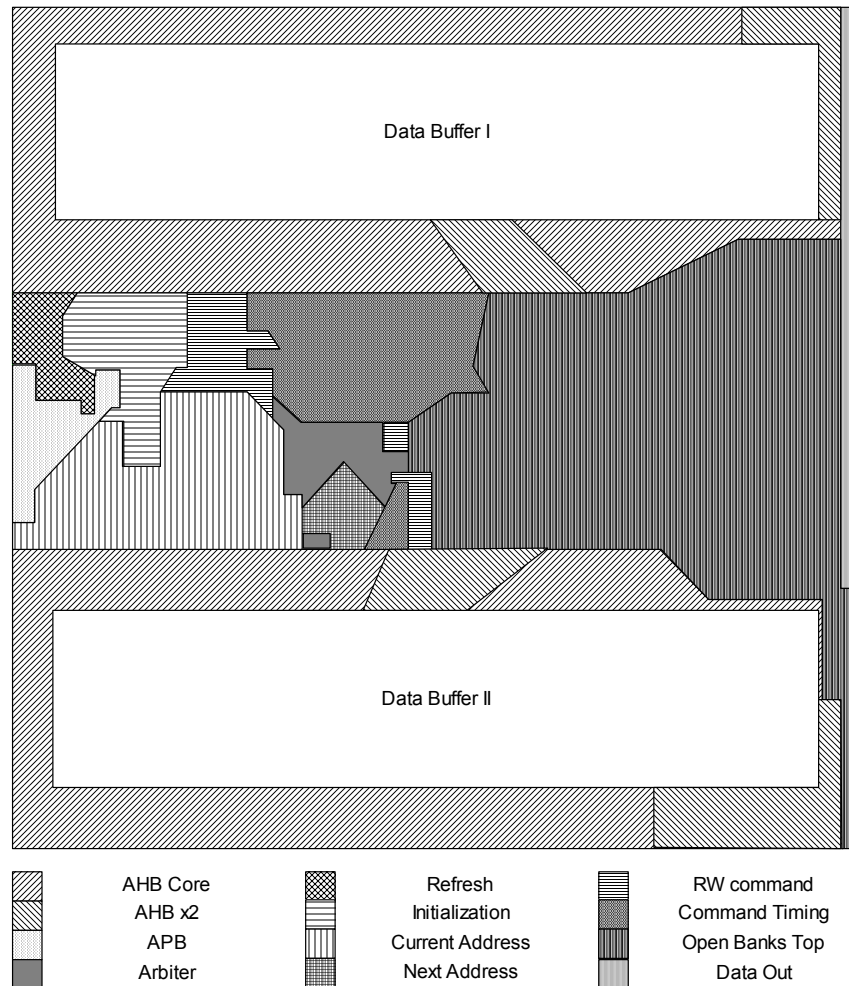 Data Buffer I
Data Buffer II
AHB Core Refresh RW command
AHB x2 Initialization Command Timing
APB Current Address Open Banks Top
Arbiter Next Address Data Out